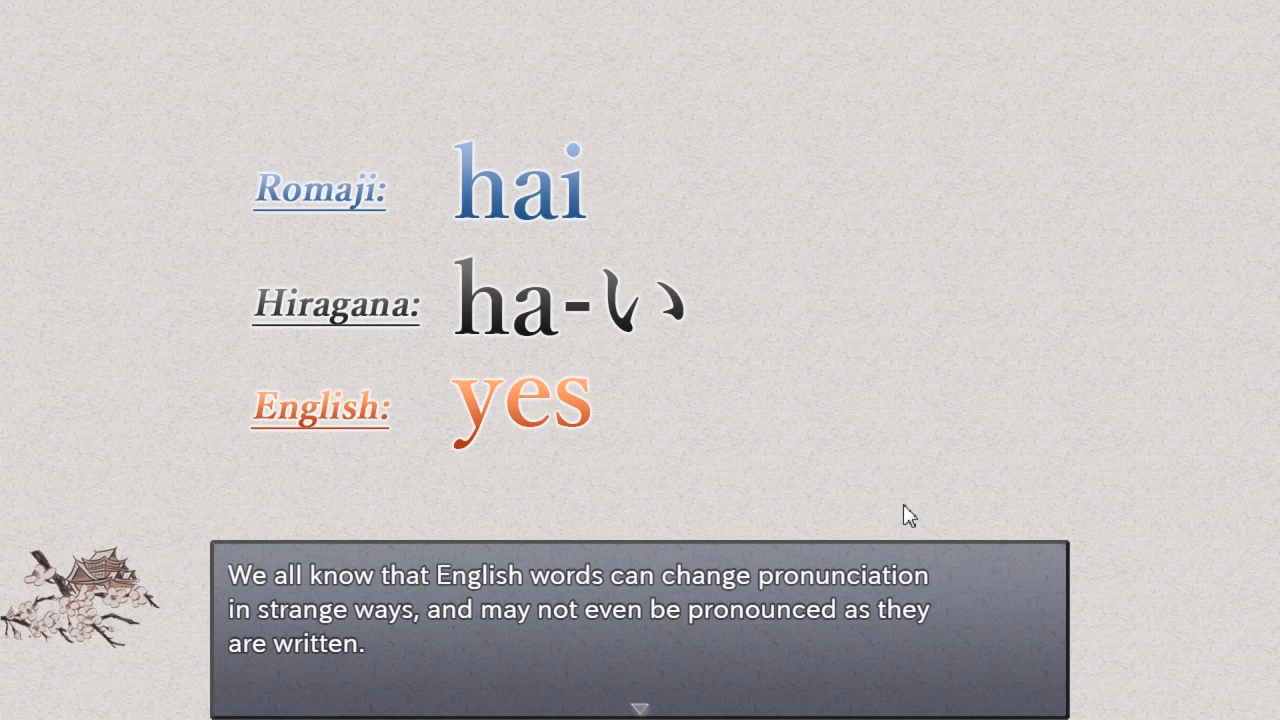 Romaji: hai
Hiragana: ha-い
English: yes
We all know that English words can change pronunciation
in strange ways, and may not even be pronounced as they
are written.